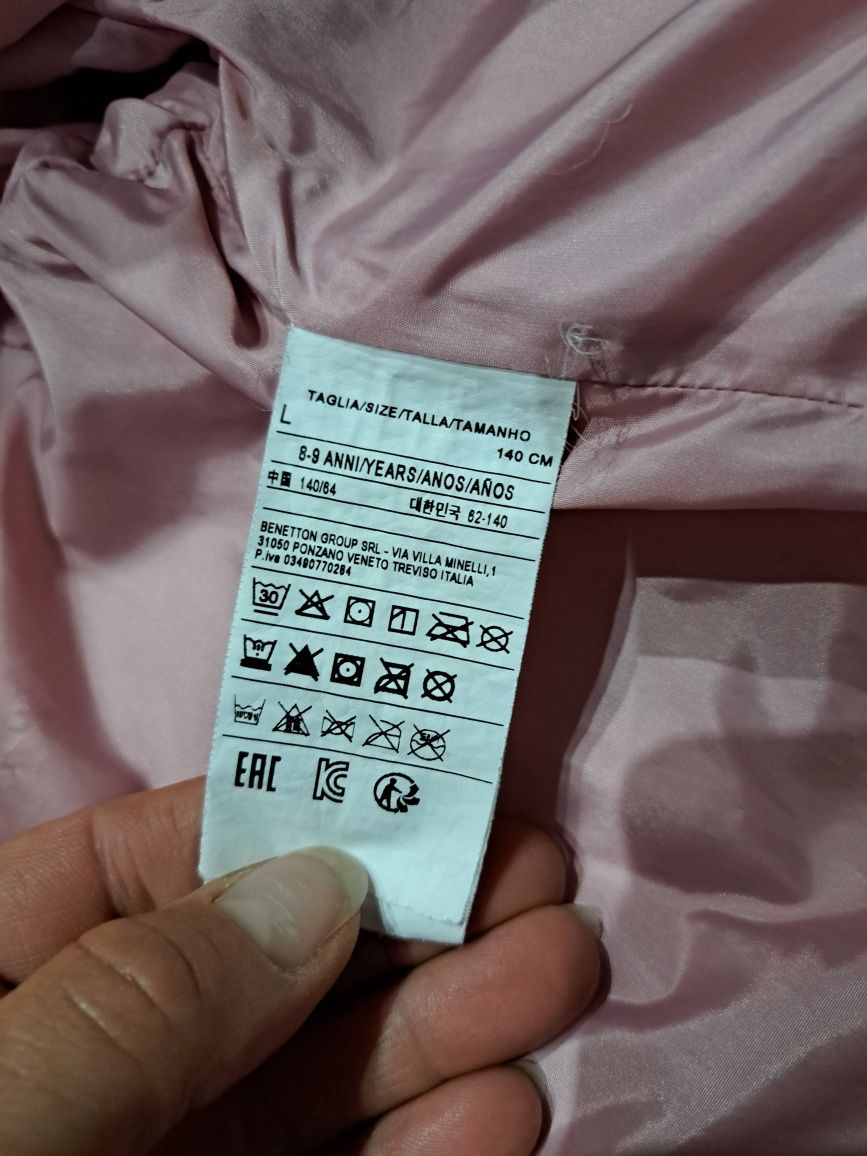 TAGLIA/SIZE/TALLA/TAMANHO
L 140 CM
8-9 ANNI/YEARS/ANOS/AÑOS
中国 140/64 대한민국 62-140
BENETTON GROUP SRL - VIA VILLA MINELLI,1
31050 PONZANO VENETO TREVISO ITALIA
P.Iva 03490770264
30
EAC